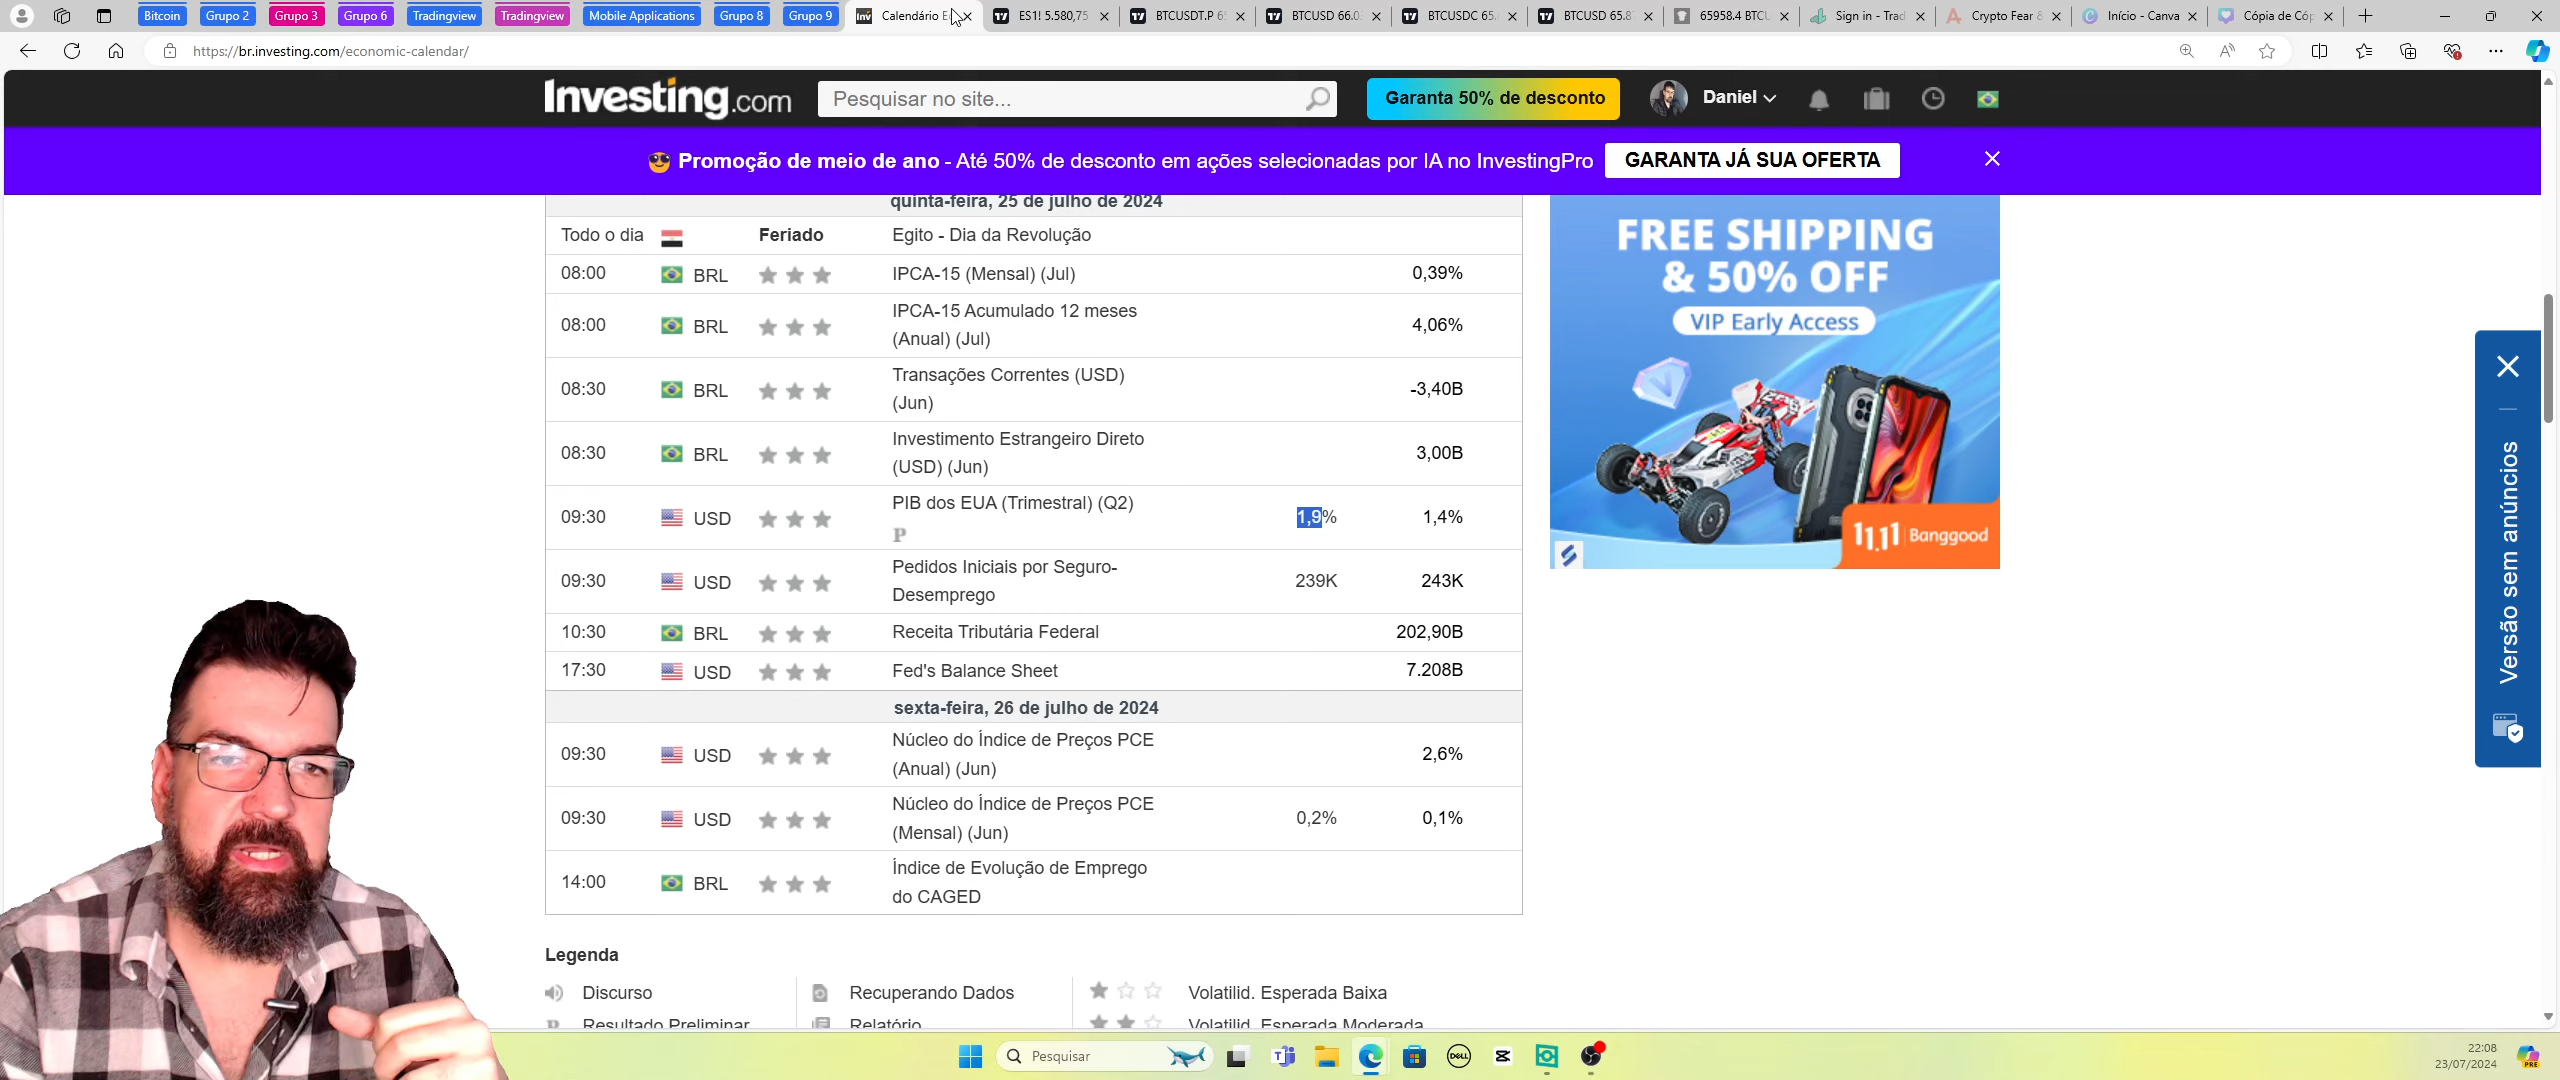 Bitcoin Grupo 2 Grupo 3 Grupo 6 Tradingview Tradingview Mobile Applications Grupo 8 Grupo 9 Calendário E ES1! 5.580,75 BTCUSDT.P 6 BTCUSD 66.0 BTCUSDC 65. BTCUSD 65.8 65958.4 BTCU Sign in - Trad Crypto Fear & Início - Canva Cópia de Cóp
https://br.investing.com/economic-calendar/
Investing.com Pesquisar no site... Garanta 50% de desconto Daniel
Promoção de meio de ano - Até 50% de desconto em ações selecionadas por IA no InvestingPro GARANTA JÁ SUA OFERTA
quinta-feira, 25 de julho de 2024
Todo o dia Feriado Egito - Dia da Revolução
08:00 BRL IPCA-15 (Mensal) (Jul) 0,39%
08:00 BRL IPCA-15 Acumulado 12 meses
(Anual) (Jul) 4,06%
08:30 BRL Transações Correntes (USD)
(Jun) -3,40B
08:30 BRL Investimento Estrangeiro Direto
(USD) (Jun) 3,00B
09:30 USD PIB dos EUA (Trimestral) (Q2)
P 1,9% 1,4%
09:30 USD Pedidos Iniciais por Seguro-
Desemprego 239K 243K
10:30 BRL Receita Tributária Federal 202,90B
17:30 USD Fed's Balance Sheet 7.208B
sexta-feira, 26 de julho de 2024
09:30 USD Núcleo do Índice de Preços PCE
(Anual) (Jun) 2,6%
09:30 USD Núcleo do Índice de Preços PCE
(Mensal) (Jun) 0,2% 0,1%
14:00 BRL Índice de Evolução de Emprego
do CAGED
Legenda
Discurso Recuperando Dados Volatilid. Esperada Baixa
P Resultado Preliminar Relatório Volatilid. Esperada Moderada
FREE SHIPPING
& 50% OFF
VIP Early Access
11.11 Banggood
Versão sem anúncios
Pesquisar
DELL
22:08
23/07/2024
PRE